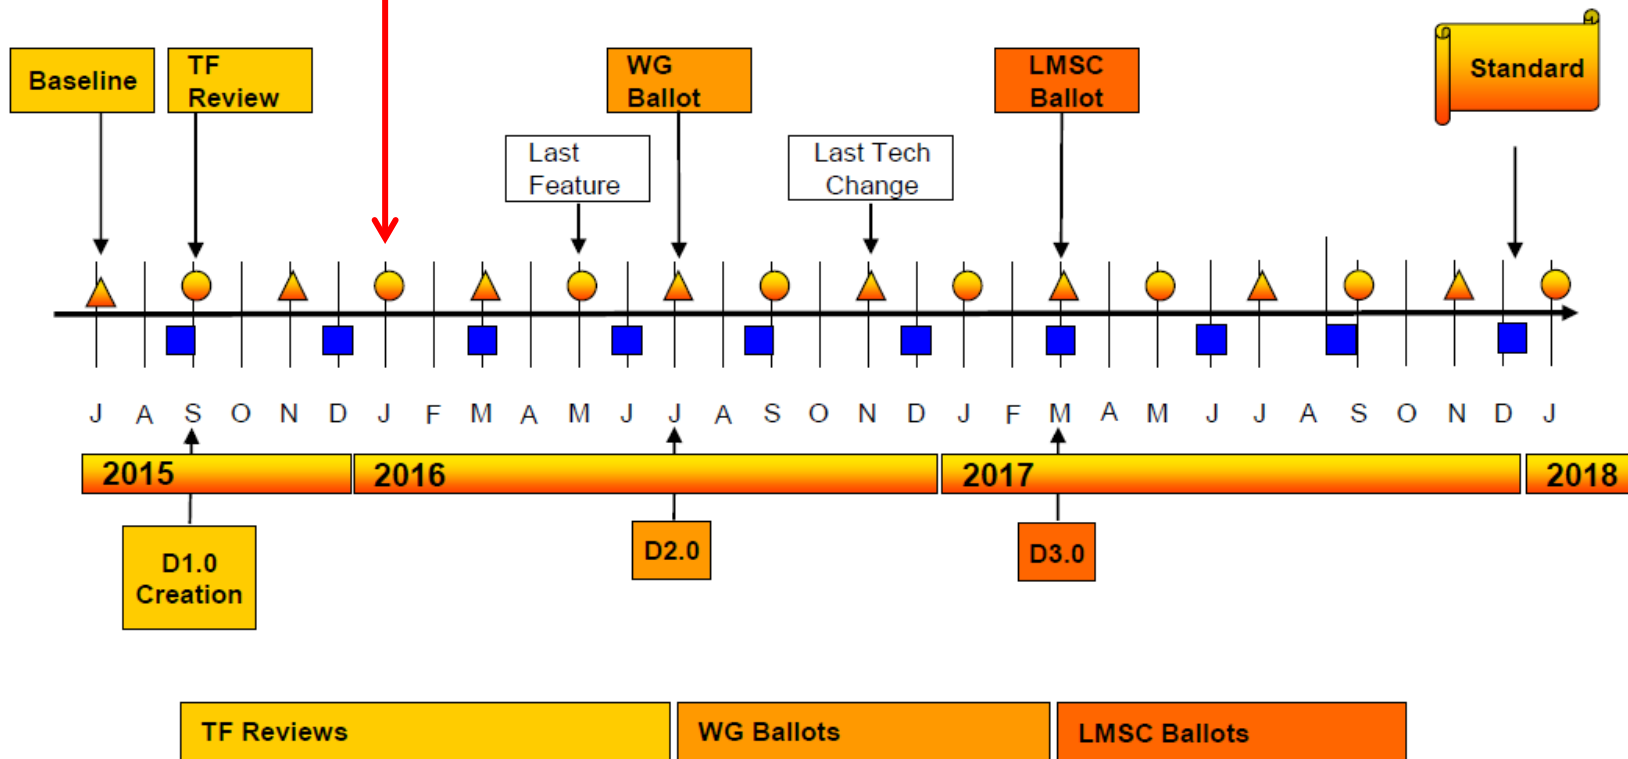 Baseline
TF
Review
WG
Ballot
LMSC
Ballot
Standard
Last
Feature
Last Tech
Change
J A S O N D J F M A M J J A S O N D J F M A M J J A S O N D J
2015 2016 2017 2018
D1.0
Creation
D2.0
D3.0
TF Reviews WG Ballots LMSC Ballots